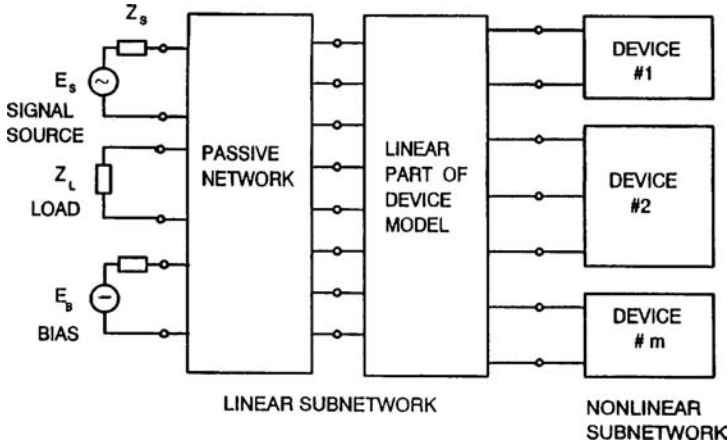 Z_S
E_S
SIGNAL
SOURCE
Z_L
LOAD
E_B
BIAS
PASSIVE
NETWORK
LINEAR
PART OF
DEVICE
MODEL
DEVICE
#1
DEVICE
#2
DEVICE
# m
LINEAR SUBNETWORK
NONLINEAR
SUBNETWORK